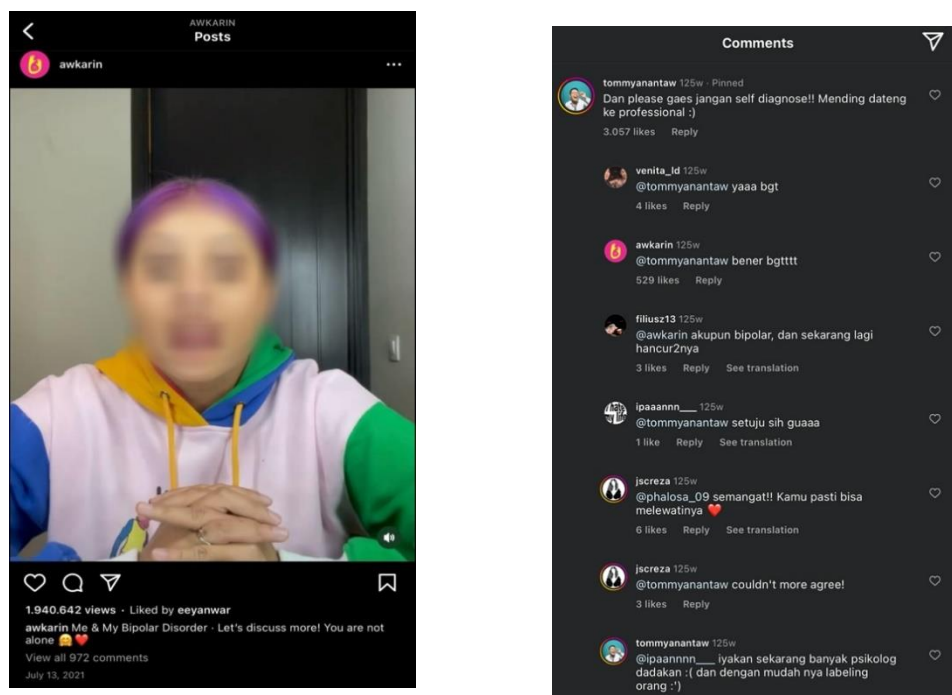 AWKARIN
Posts
awkarin
1.940.642 views · Liked by eeyanwar
awkarin Me & My Bipolar Disorder - Let's discuss more! You are not
alone 🤗❤️
View all 972 comments
July 13, 2021
Comments
tommyanantaw 125w · Pinned
Dan please gaes jangan self diagnose!! Mending dateng
ke professional :)
3.057 likes Reply
venita_ld 125w
@tommyanantaw yaaa bgt
4 likes Reply
awkarin 125w
@tommyanantaw bener bgtttt
529 likes Reply
filiusz13 125w
@awkarin akupun bipolar, dan sekarang lagi
hancur2nya
3 likes Reply See translation
ipaaannn___ 125w
@tommyanantaw setuju sih guaaa
1 like Reply See translation
jscreza 125w
@phalosa_09 semangat!! Kamu pasti bisa
melewatinya ❤️
6 likes Reply See translation
jscreza 125w
@tommyanantaw couldn't more agree!
3 likes Reply
tommyanantaw 125w
@ipaannnn___ iyakan sekarang banyak psikolog
dadakan :( dan dengan mudah nya labeling
orang :')